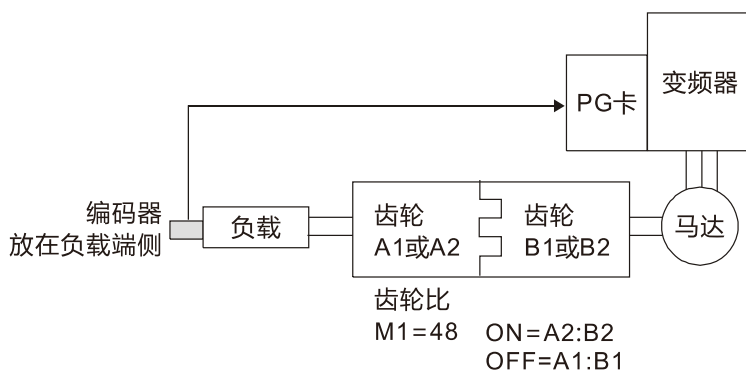 变频器
PG卡
编码器
放在负载端侧
负载
齿轮
A1或A2
齿轮
B1或B2
马达
齿轮比
M1=48
ON=A2:B2
OFF=A1:B1